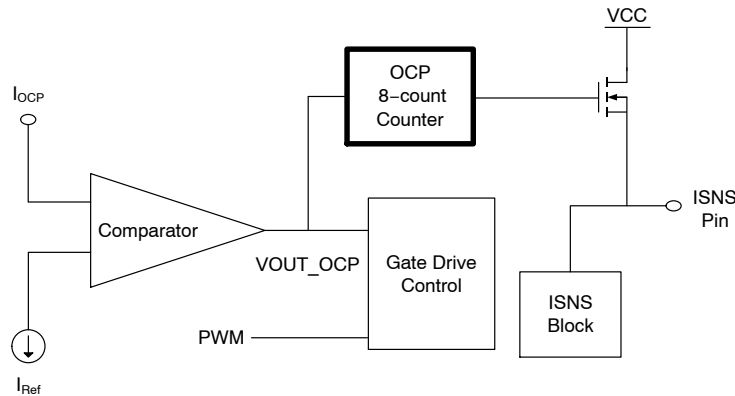 VCC
OCP
8−count
Counter
IOCP
ISNS
Pin
Comparator
VOUT_OCP
Gate Drive
Control
ISNS
Block
PWM
IRef